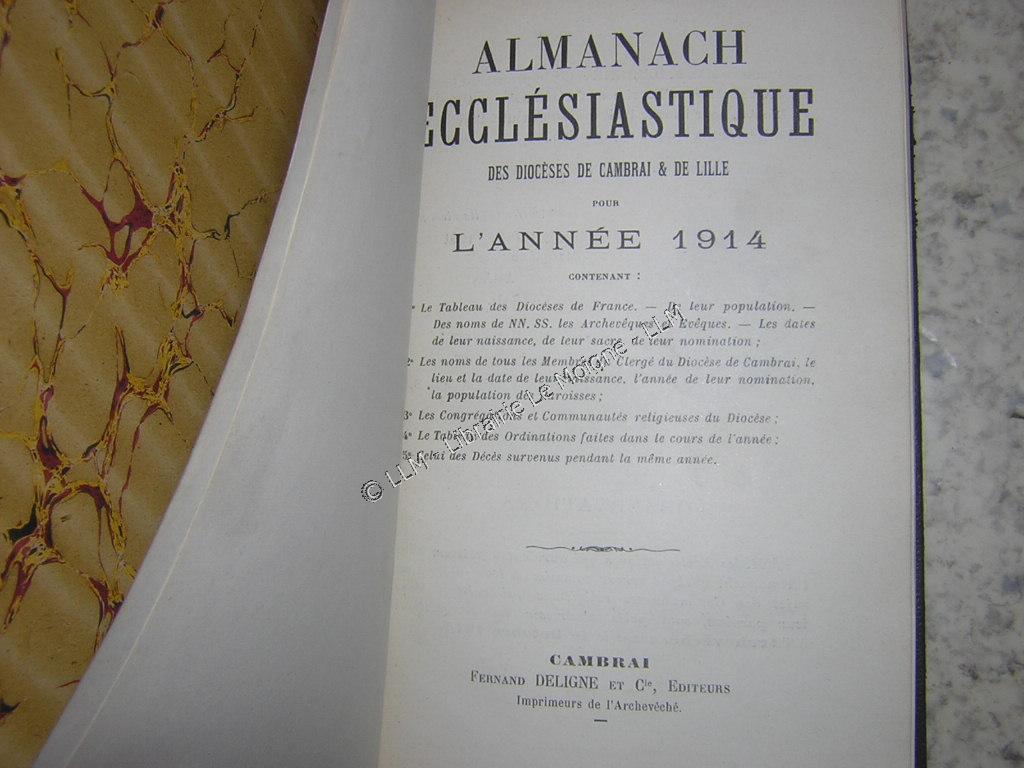 ALMANACH
ECCLÉSIASTIQUE
DES DIOCÈSES DE CAMBRAI & DE LILLE
POUR
L'ANNÉE 1914
CONTENANT :
Le Tableau des Diocèses de France. — De leur population. —
Des noms de NN. SS. les Archevêques et Evêques. — Les dates
de leur naissance, de leur sacre, de leur nomination ;
2° Les noms de tous les Membres du Clergé du Diocèse de Cambrai, le
lieu et la date de leur naissance, l'année de leur nomination,
la population des Paroisses ;
3° Les Congrégations et Communautés religieuses du Diocèse ;
4° Le Tableau des Ordinations faites dans le cours de l'année ;
5° Celui des Décès survenus pendant la même année.
© LLM - Librairie Le Moigne - LLM
CAMBRAI
FERNAND DELIGNE ET Cie, EDITEURS
Imprimeurs de l'Archevêché.